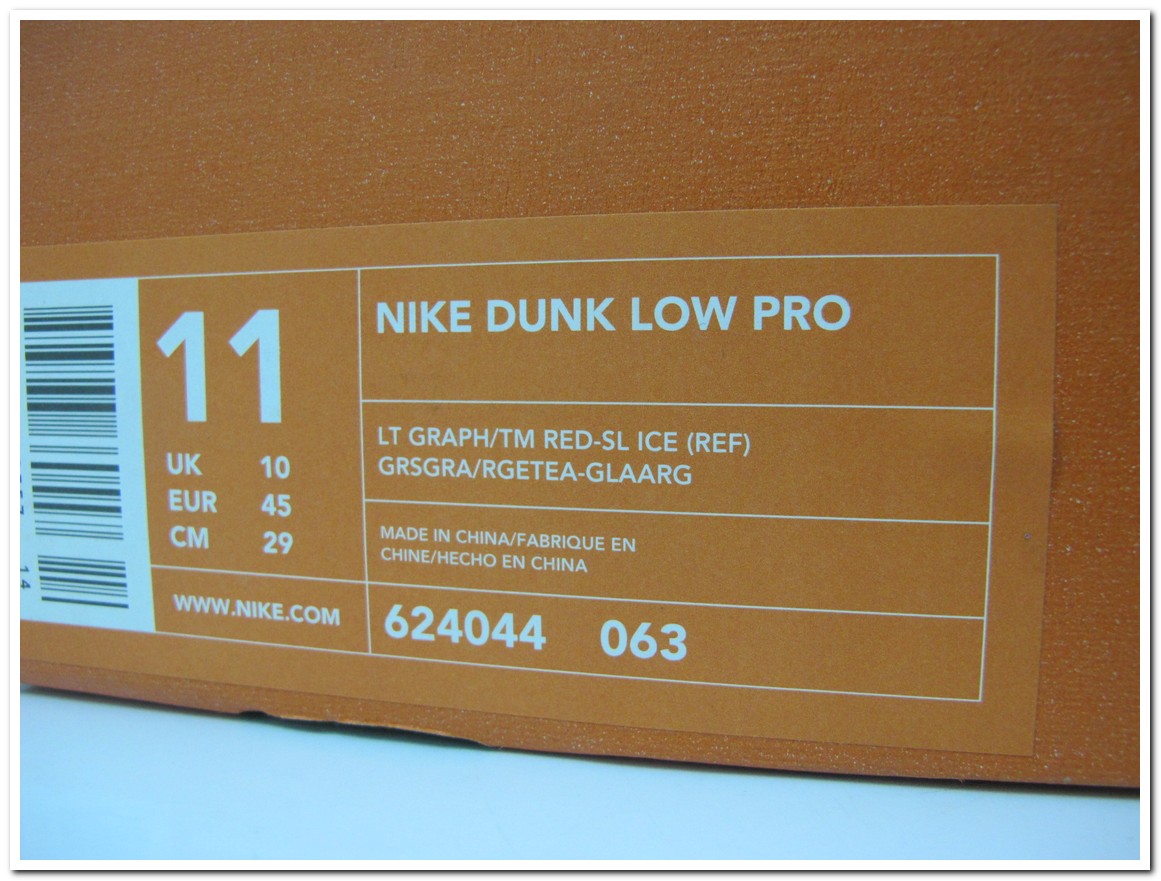 11
UK 10
EUR 45
CM 29
WWW.NIKE.COM
NIKE DUNK LOW PRO
LT GRAPH/TM RED-SL ICE (REF)
GRSGRA/RGETEA-GLAARG
MADE IN CHINA/FABRIQUE EN
CHINE/HECHO EN CHINA
624044 063